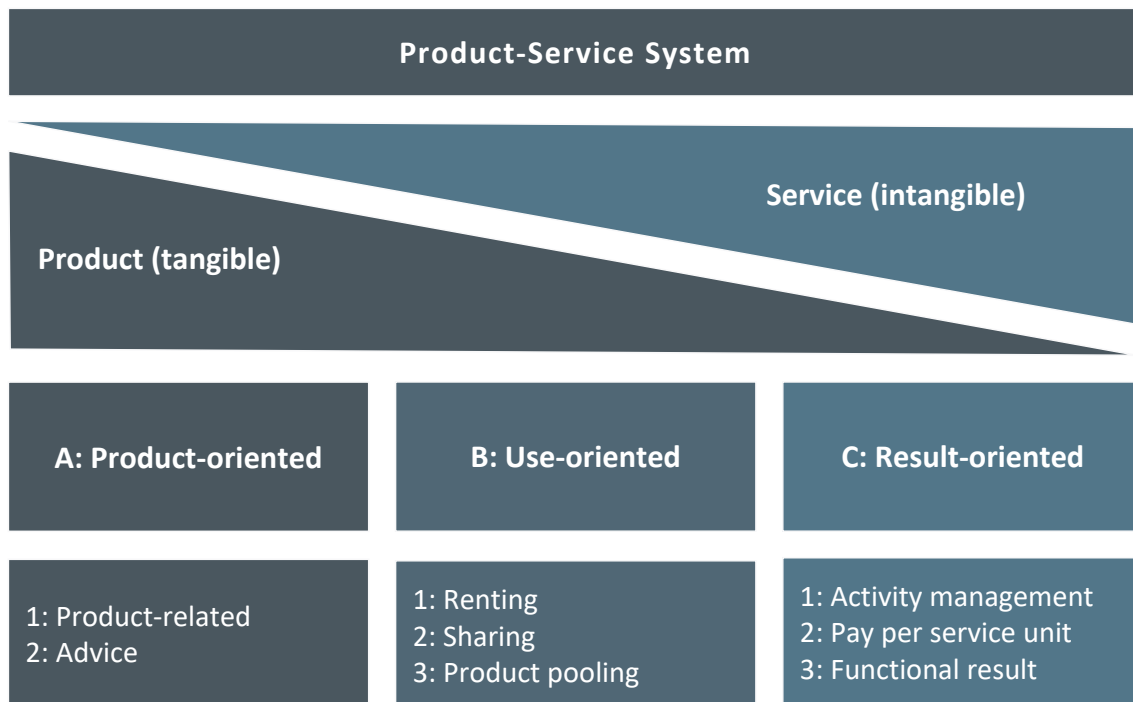 Product-Service System
Service (intangible)
Product (tangible)
A: Product-oriented
B: Use-oriented
C: Result-oriented
1: Product-related
2: Advice
1: Renting
2: Sharing
3: Product pooling
1: Activity management
2: Pay per service unit
3: Functional result